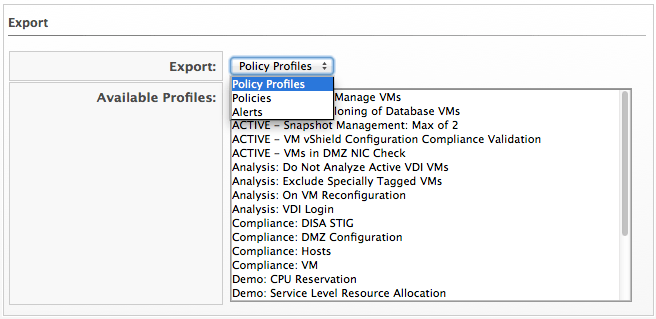 Export
Export: Policy Profiles
Policy Profiles
Policies
Alerts
Available Profiles:
Manage VMs
loning of Database VMs
ACTIVE - Snapshot Management: Max of 2
ACTIVE - VM vShield Configuration Compliance Validation
ACTIVE - VMs in DMZ NIC Check
Analysis: Do Not Analyze Active VDI VMs
Analysis: Exclude Specially Tagged VMs
Analysis: On VM Reconfiguration
Analysis: VDI Login
Compliance: DISA STIG
Compliance: DMZ Configuration
Compliance: Hosts
Compliance: VM
Demo: CPU Reservation
Demo: Service Level Resource Allocation